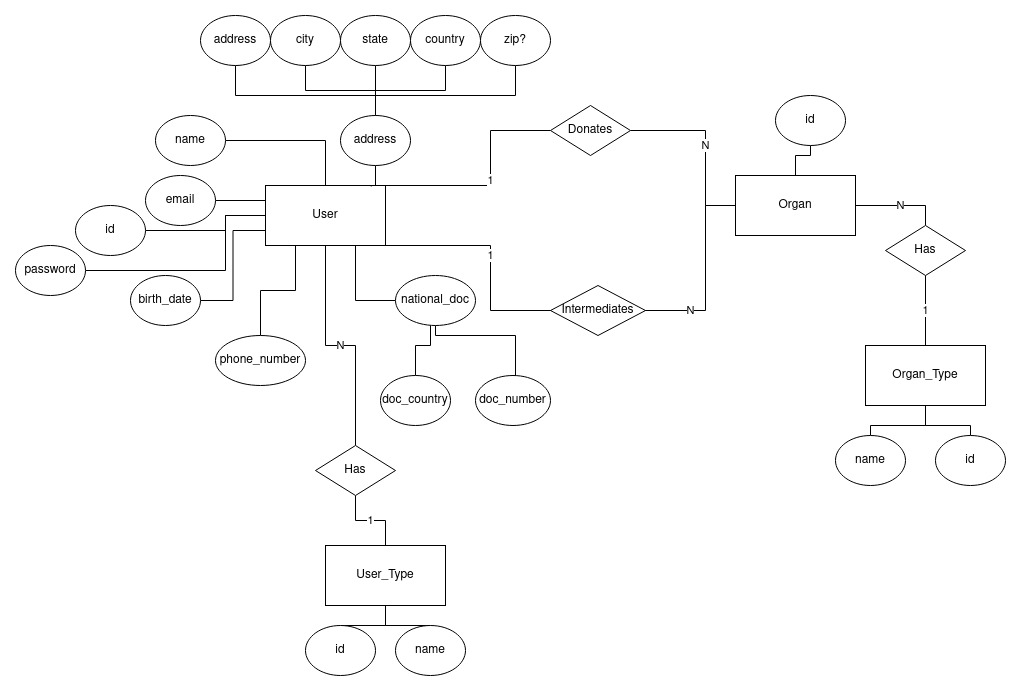 address
city
state
country
zip?
name
address
Donates
id
1
N
email
User
Organ
N
id
1
Has
password
birth_date
national_doc
Intermediates
N
1
phone_number
N
doc_country
doc_number
Organ_Type
name
id
Has
1
User_Type
id
name